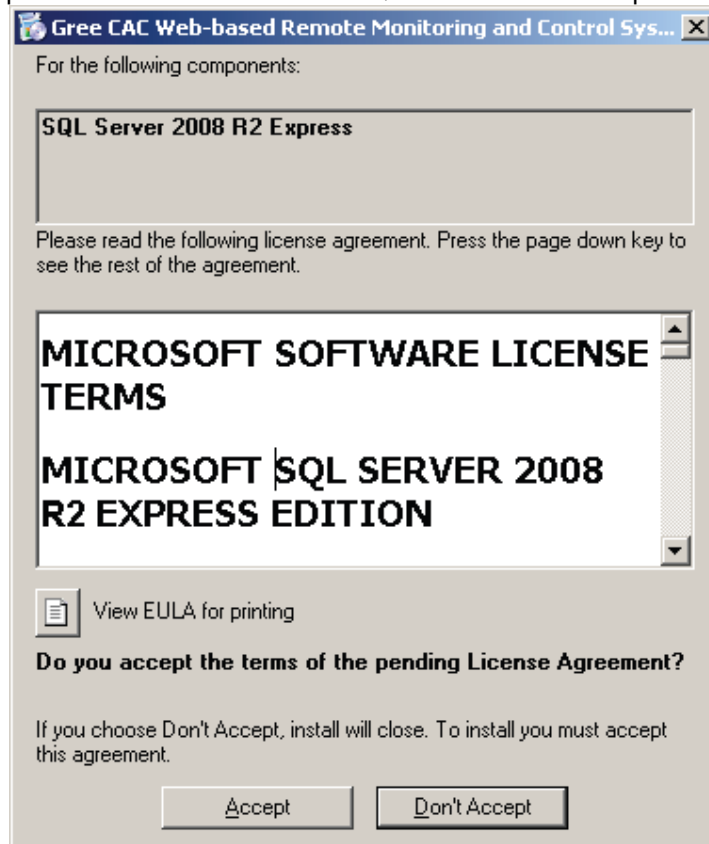 Gree CAC Web-based Remote Monitoring and Control Sys...
For the following components:
SQL Server 2008 R2 Express
Please read the following license agreement. Press the page down key to
see the rest of the agreement.
MICROSOFT SOFTWARE LICENSE
TERMS
MICROSOFT SQL SERVER 2008
R2 EXPRESS EDITION
View EULA for printing
Do you accept the terms of the pending License Agreement?
If you choose Don't Accept, install will close. To install you must accept
this agreement.
Accept
Don't Accept